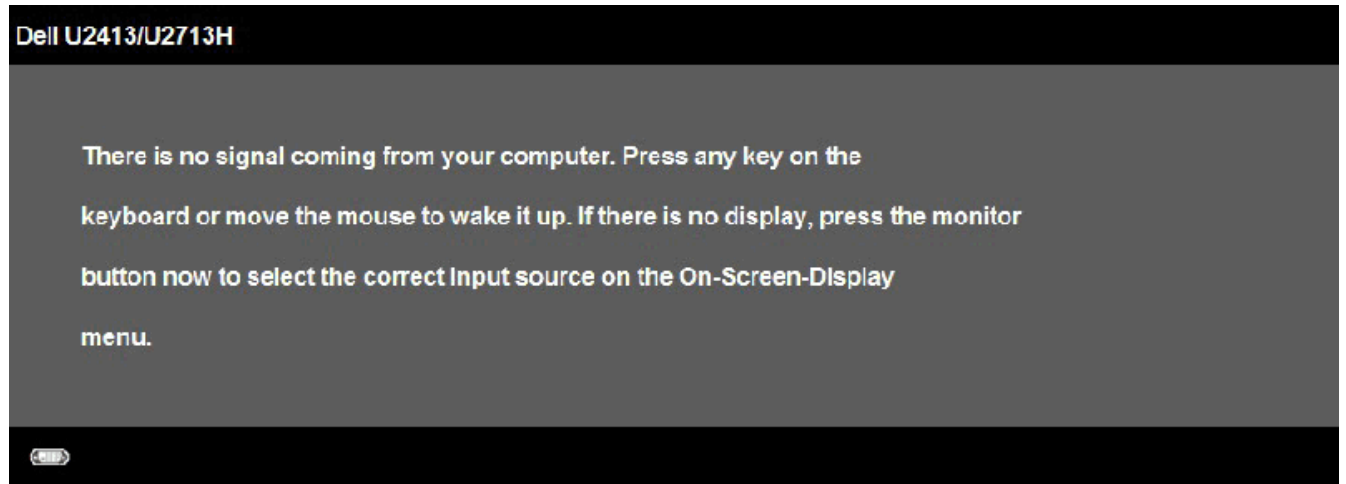 Dell U2413/U2713H
There is no signal coming from your computer. Press any key on the
keyboard or move the mouse to wake it up. If there is no display, press the monitor
button now to select the correct input source on the On-Screen-Display
menu.